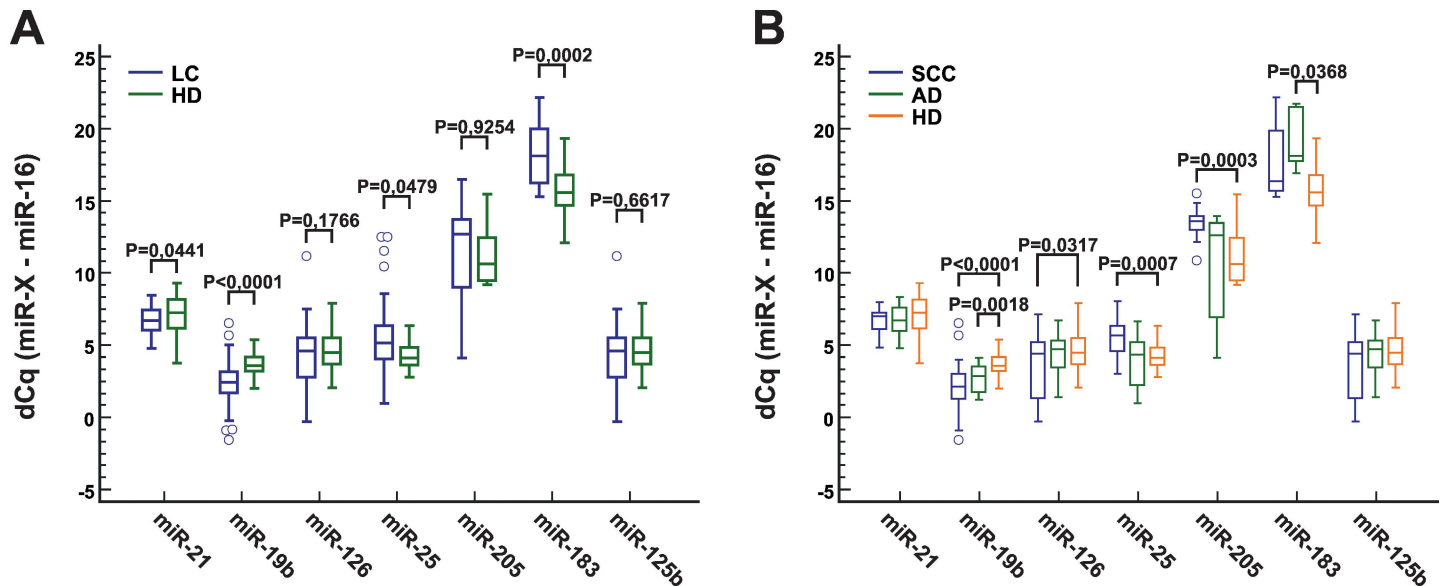 A
dCq (miR-X - miR-16)
25
20
15
10
5
0
-5
LC
HD
P=0,0441
P<0,0001
P=0,1766
P=0,0479
P=0,9254
P=0,0002
P=0,6617
miR-21
miR-19b
miR-126
miR-25
miR-205
miR-183
miR-125b
B
dCq (miR-X - miR-16)
25
20
15
10
5
0
-5
SCC
AD
HD
P<0,0001
P=0,0018
P=0,0317
P=0,0007
P=0,0003
P=0,0368
miR-21
miR-19b
miR-126
miR-25
miR-205
miR-183
miR-125b